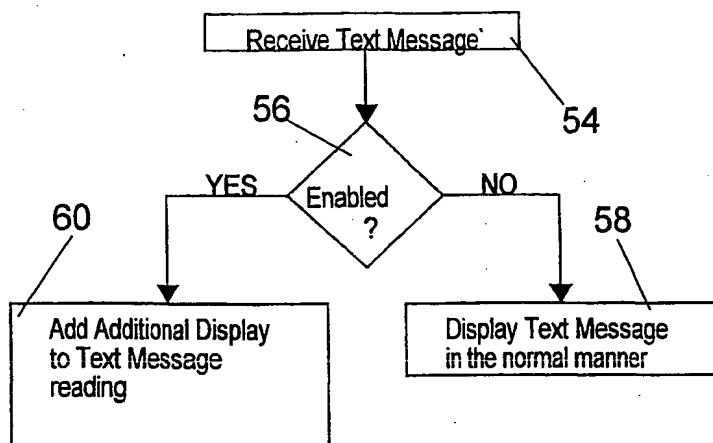 Receive Text Message
54
56
YES
Enabled
?
NO
60
58
Add Additional Display
to Text Message
reading
Display Text Message
in the normal manner